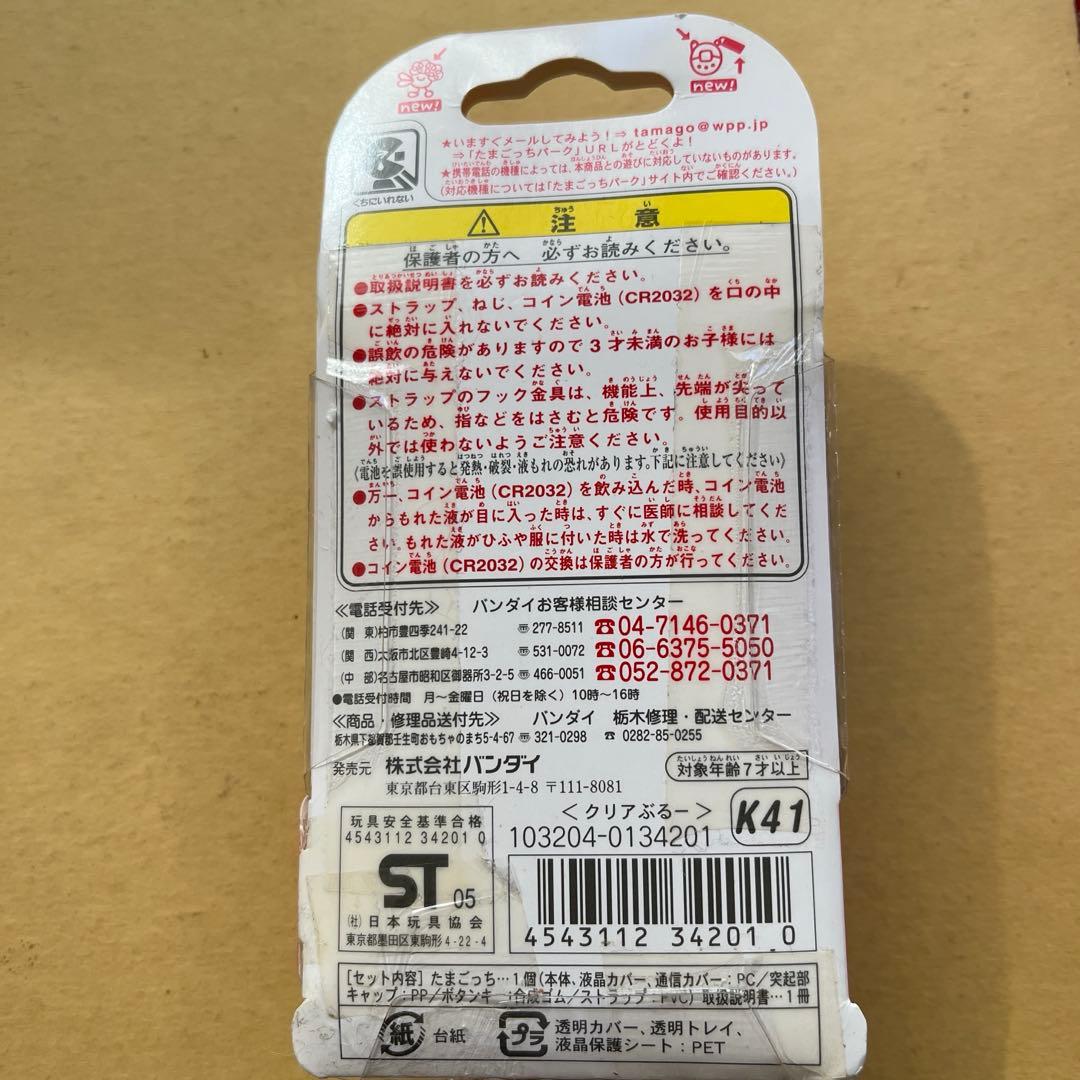 new!
new!
★いますぐメールしてみよう!⇒ tamago@wpp.jp
⇒「たまごっちパーク」URLがとどくよ!
★携帯電話の機種によっては、本商品との遊びに対応していないものがあります。
(対応機種については「たまごっちパーク」サイト内でご確認ください。)
くちにいれない
⚠ 注意
保護者の方へ 必ずお読みください。
●取扱説明書を必ずお読みください。
●ストラップ、ねじ、コイン電池(CR2032)を口の中
に絶対に入れないでください。
●誤飲の危険がありますので3才未満のお子様には
絶対に与えないでください。
●ストラップのフック金具は、機能上、先端が尖って
いるため、指などをはさむと危険です。使用目的以
外では使わないようご注意ください。
〈電池を誤使用すると発熱・破裂・液もれの恐れがあります。下記に注意してください〉
●万一、コイン電池(CR2032)を飲み込んだ時、コイン電池
からもれた液が目に入った時は、すぐに医師に相談してくだ
さい。もれた液がひふや服に付いた時は水で洗ってください。
●コイン電池(CR2032)の交換は保護者の方が行ってください。
≪電話受付先≫ バンダイお客様相談センター
(関 東)柏市豊四季241-22 〒277-8511 ☎04-7146-0371
(関 西)大阪市北区豊崎4-12-3 〒531-0072 ☎06-6375-5050
(中 部)名古屋市昭和区御器所3-2-5 〒466-0051 ☎052-872-0371
●電話受付時間 月〜金曜日(祝日を除く)10時〜16時
≪商品・修理品送付先≫ バンダイ 栃木修理・配送センター
栃木県下都賀郡壬生町おもちゃのまち5-4-67 〒321-0298 ☎ 0282-85-0255
発売元 株式会社バンダイ
東京都台東区駒形1-4-8 〒111-8081
対象年齢7才以上
<クリアぶるー>
103204-0134201
K41
玩具安全基準合格
4543112 34201 0
ST 05
(社)日本玩具協会
東京都墨田区東駒形4-22-4
4543112 34201 0
[セット内容]たまごっち…1個(本体、液晶カバー、通信カバー:PC/突起部
キャップ:PP/ボタンキー:合成ゴム/ストラップ:PVC) 取扱説明書…1冊
紙 台紙
プラ 透明カバー、透明トレイ、
液晶保護シート:PET